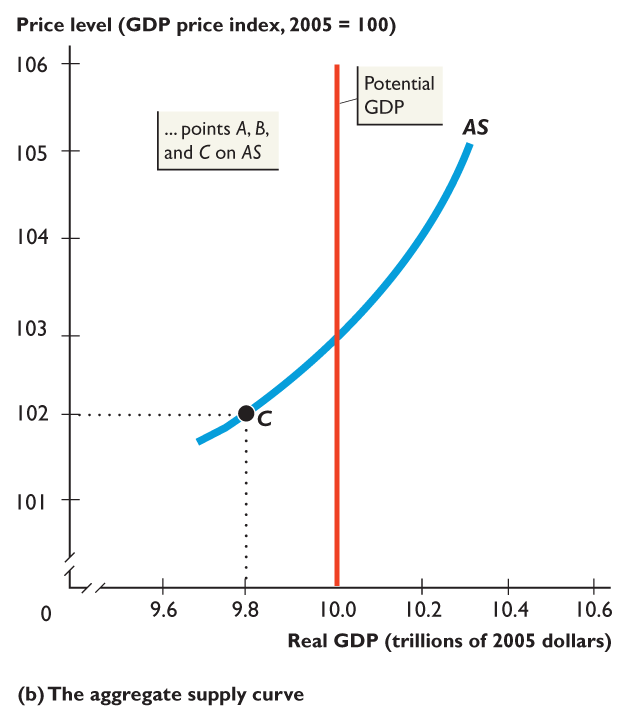 Price level (GDP price index, 2005 = 100)
106
Potential
GDP
... points A, B,
and C on AS
AS
105
104
103
102
C
101
0
9.6 9.8 10.0 10.2 10.4 10.6
Real GDP (trillions of 2005 dollars)
(b) The aggregate supply curve